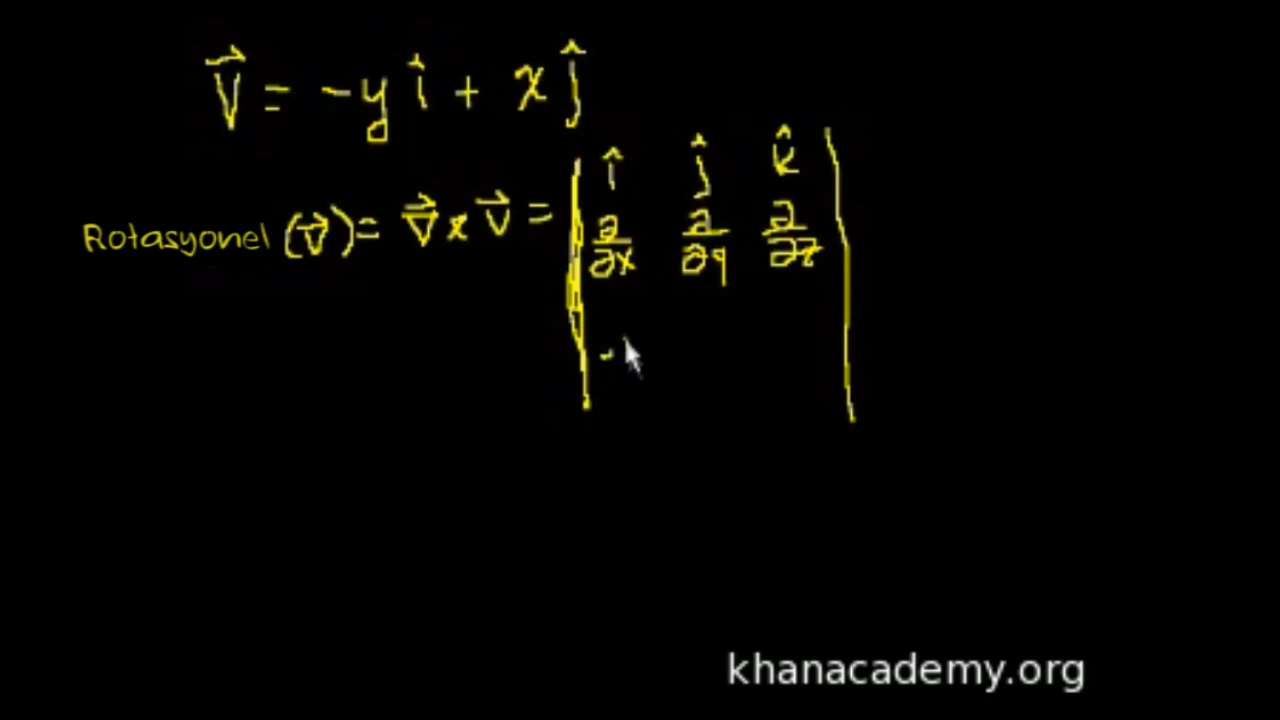 V⃗ = -y î + x ĵ
î ĵ k̂
Rotasyonel (V⃗) = ∇⃗ x V⃗ = | ∂/∂x ∂/∂y ∂/∂z |
-
khanacademy.org